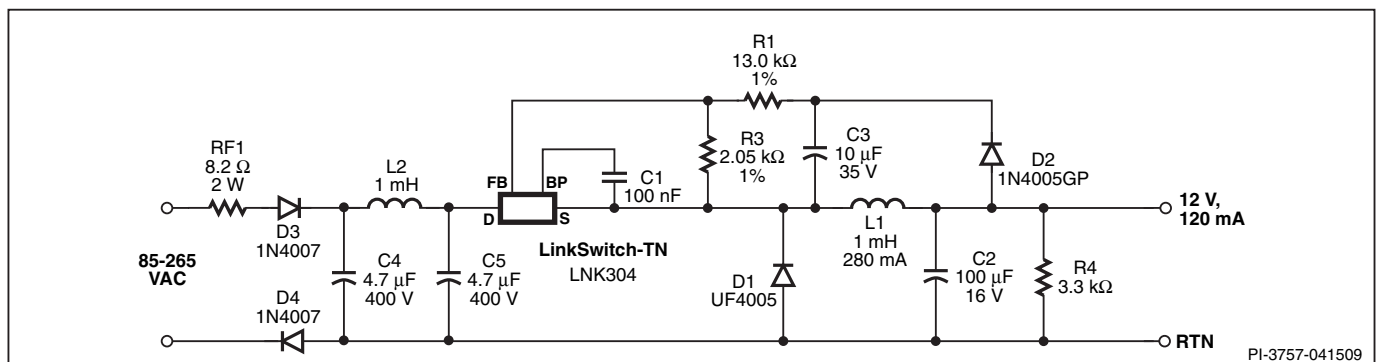 R1
13.0 kΩ
1%
RF1
8.2 Ω
2 W
D3
1N4007
L2
1 mH
FB
BP
D
S
C1
100 nF
R3
2.05 kΩ
1%
C3
10 µF
35 V
D2
1N4005GP
12 V,
120 mA
85-265
VAC
C4
4.7 µF
400 V
C5
4.7 µF
400 V
LinkSwitch-TN
LNK304
D1
UF4005
L1
1 mH
280 mA
C2
100 µF
16 V
R4
3.3 kΩ
D4
1N4007
RTN
PI-3757-041509